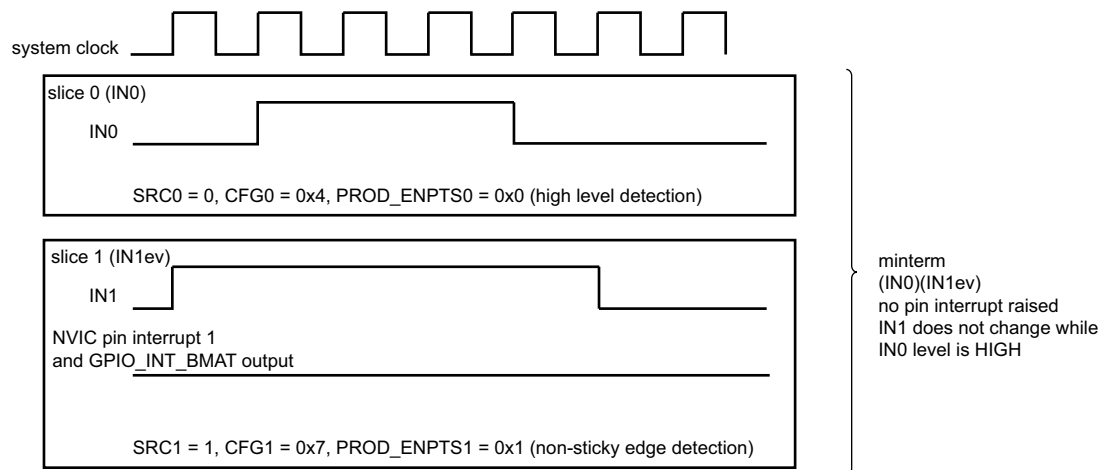 system clock
slice 0 (IN0)
IN0
SRC0 = 0, CFG0 = 0x4, PROD_ENPTS0 = 0x0 (high level detection)
slice 1 (IN1ev)
IN1
NVIC pin interrupt 1
and GPIO_INT_BMAT output
SRC1 = 1, CFG1 = 0x7, PROD_ENPTS1 = 0x1 (non-sticky edge detection)
minterm
(IN0)(IN1ev)
no pin interrupt raised
IN1 does not change while
IN0 level is HIGH